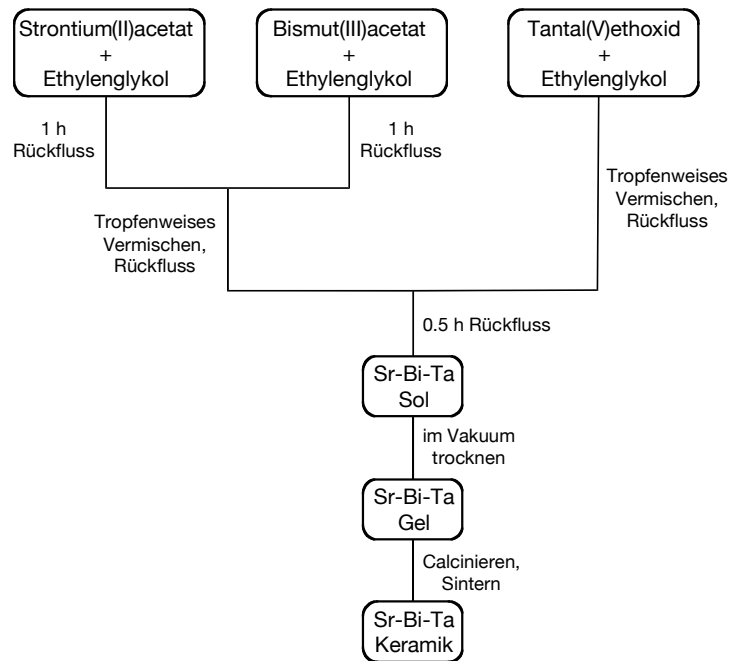 Strontium(II)acetat
+
Ethylenglykol
Bismut(III)acetat
+
Ethylenglykol
Tantal(V)ethoxid
+
Ethylenglykol
1 h
Rückfluss
1 h
Rückfluss
Tropfenweises
Vermischen,
Rückfluss
Tropfenweises
Vermischen,
Rückfluss
0.5 h Rückfluss
Sr-Bi-Ta
Sol
im Vakuum
trocknen
Sr-Bi-Ta
Gel
Calcinieren,
Sintern
Sr-Bi-Ta
Keramik